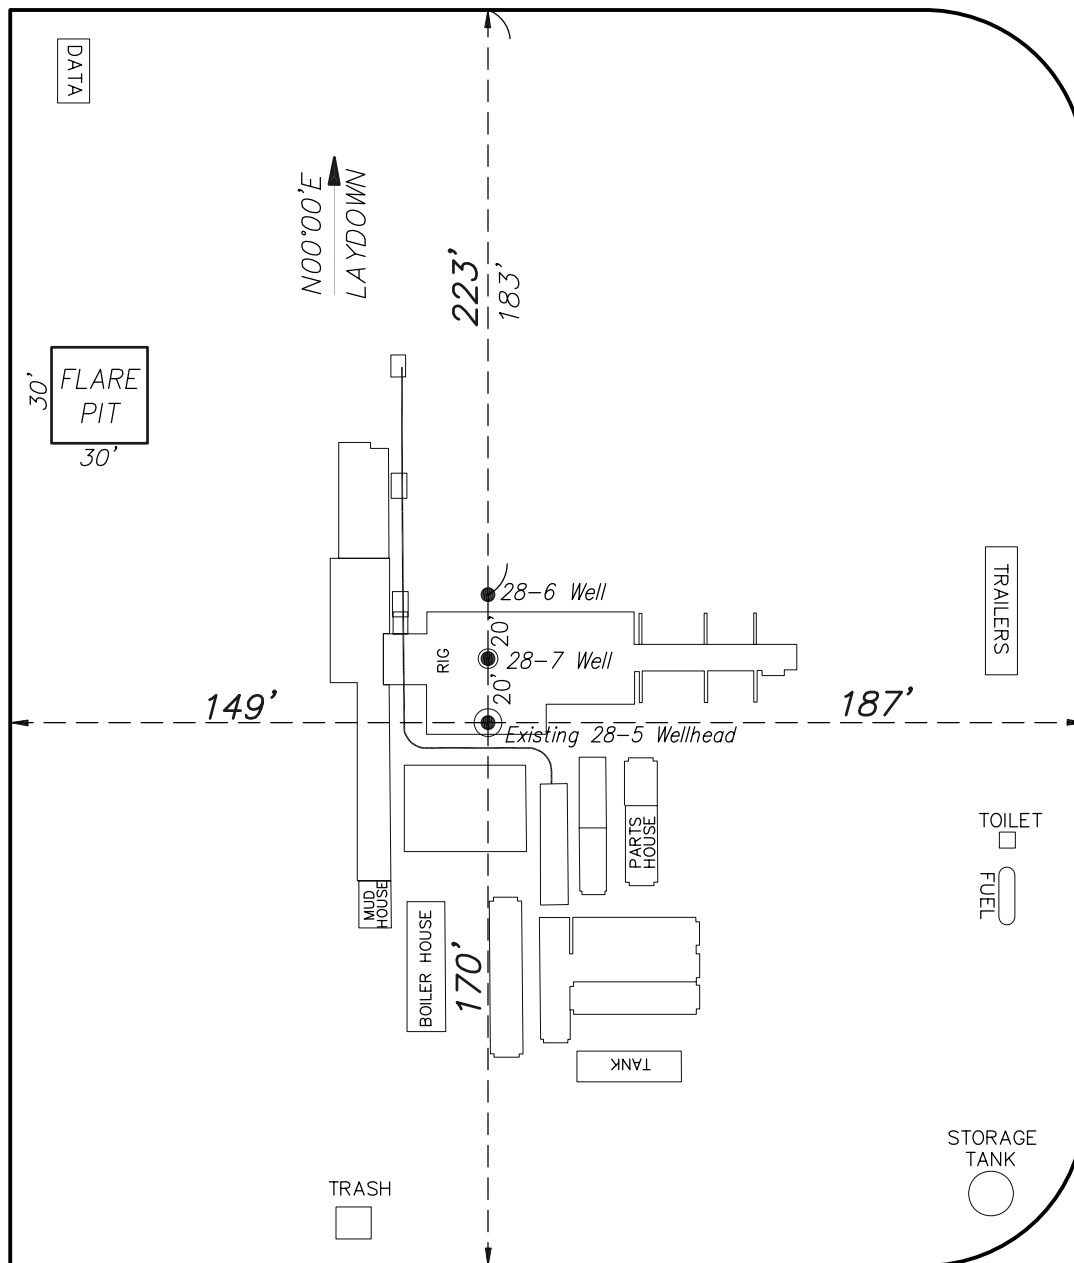 DATA
N00°00'E
LAYDOWN
223'
183'
FLARE
PIT
30'
30'
28-6 Well
20'
RIG
28-7 Well
20'
TRAILERS
149'
187'
Existing 28-5 Wellhead
PARTS
HOUSE
TOILET
FUEL
MUD
HOUSE
BOILER HOUSE
170'
TANK
STORAGE
TANK
TRASH